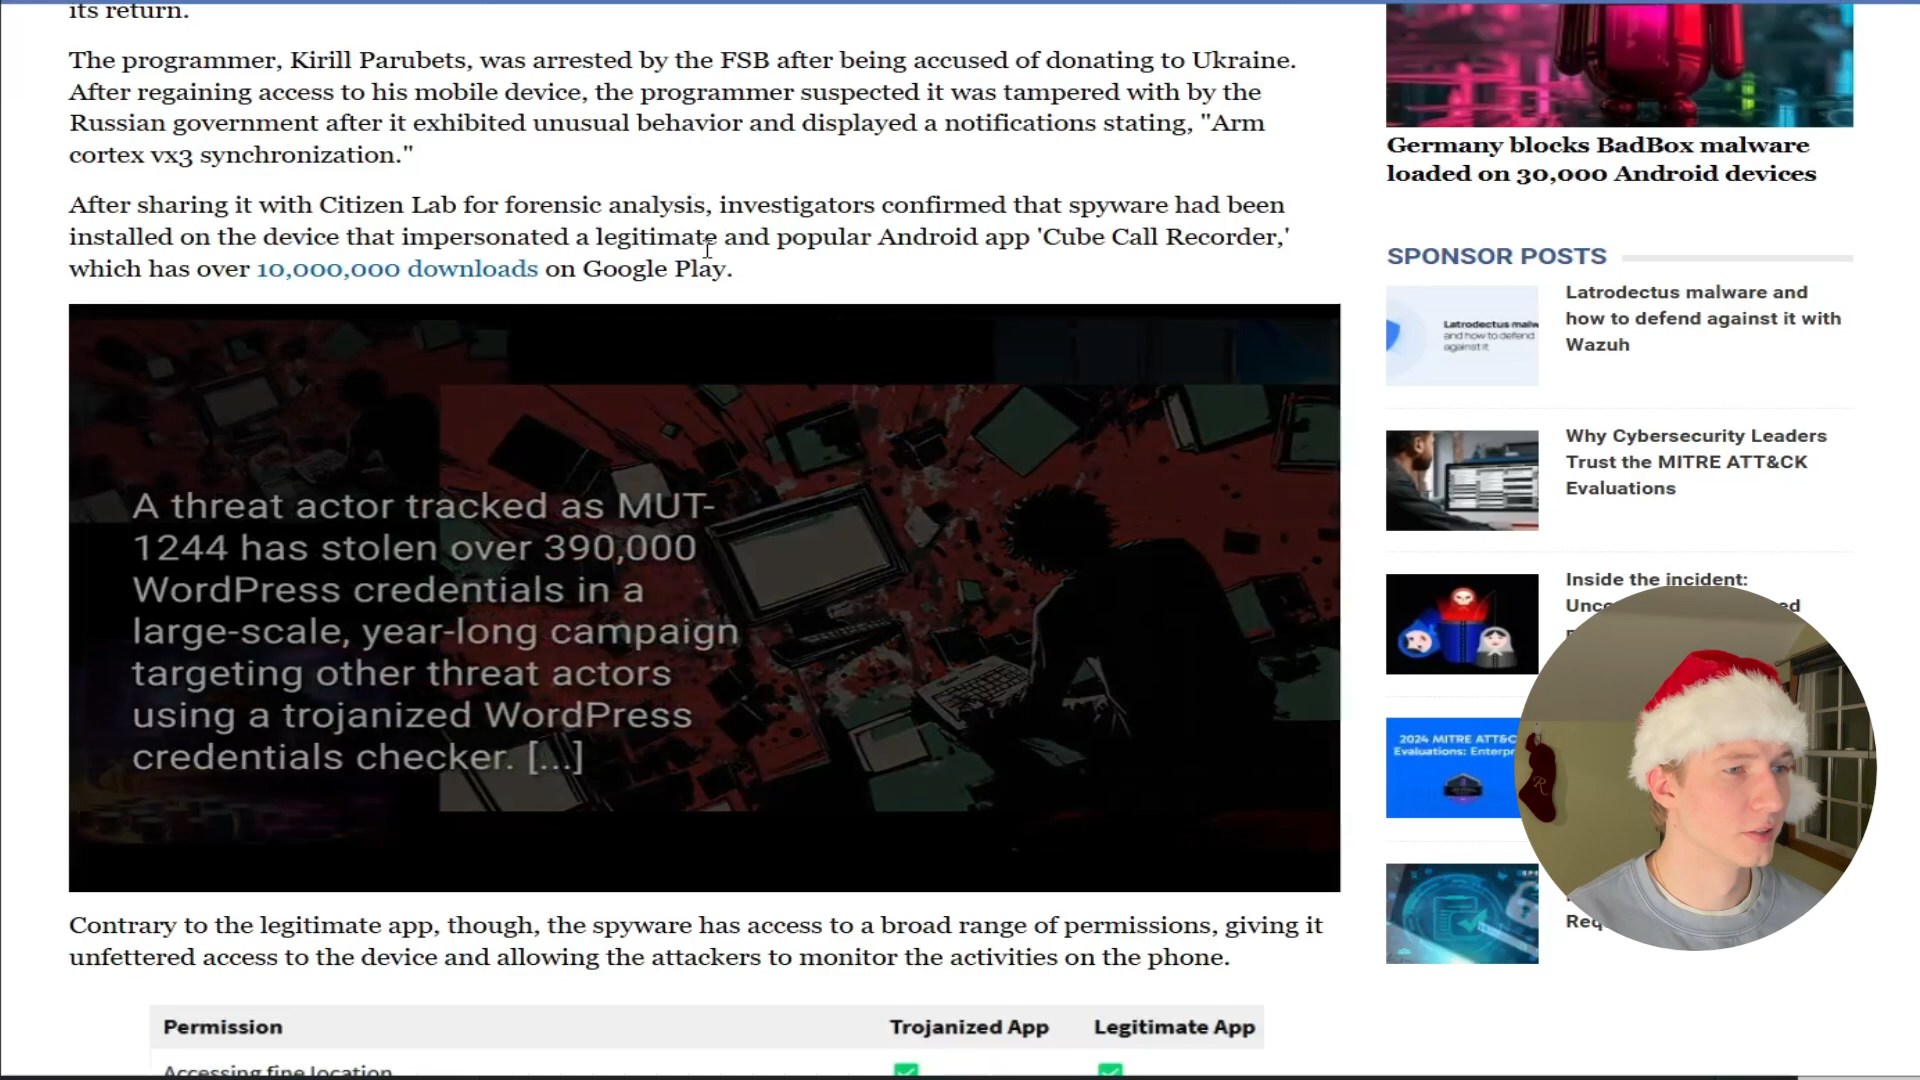 its return.
The programmer, Kirill Parubets, was arrested by the FSB after being accused of donating to Ukraine.
After regaining access to his mobile device, the programmer suspected it was tampered with by the
Russian government after it exhibited unusual behavior and displayed a notifications stating, "Arm
cortex vx3 synchronization."
After sharing it with Citizen Lab for forensic analysis, investigators confirmed that spyware had been
installed on the device that impersonated a legitimate and popular Android app 'Cube Call Recorder,'
which has over 10,000,000 downloads on Google Play.
A threat actor tracked as MUT-
1244 has stolen over 390,000
WordPress credentials in a
large-scale, year-long campaign
targeting other threat actors
using a trojanized WordPress
credentials checker. [...]
Contrary to the legitimate app, though, the spyware has access to a broad range of permissions, giving it
unfettered access to the device and allowing the attackers to monitor the activities on the phone.
Permission Trojanized App Legitimate App
Accessing fine location
Germany blocks BadBox malware
loaded on 30,000 Android devices
SPONSOR POSTS
Latrodectus malw
and how to defend
against it
Latrodectus malware and
how to defend against it with
Wazuh
Why Cybersecurity Leaders
Trust the MITRE ATT&CK
Evaluations
Inside the incident:
2024 MITRE ATT&C
Evaluations: Enterpr
R